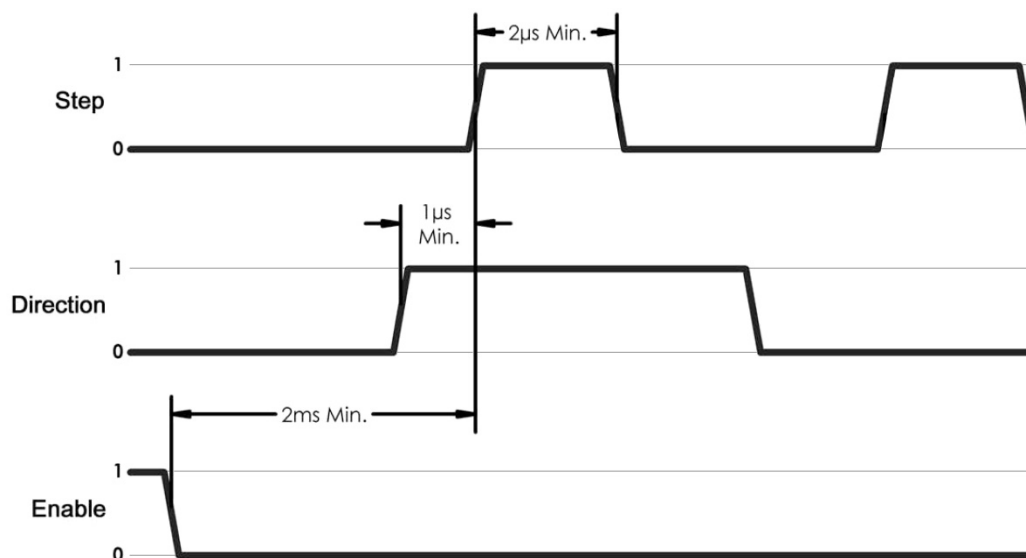 2µs Min.
1
Step
0
1µs
Min.
1
Direction
0
2ms Min.
1
Enable
0